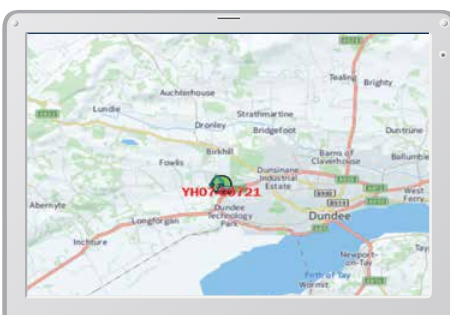 Tealing
Brighty
Auchterhouse
Lundie
Strathmartine
Dronley
Bridgefoot
Duntrune
Birkhill
Barns of
Claverhouse
Ballumbie
Fowlis
Dunsinane
Industrial
Estate
West
Ferry
Abernyte
Dundee
Technology
Park
Dundee
Longforgan
Inchture
Newport-
on-Tay
Tay
Firth of Tay
Wormit